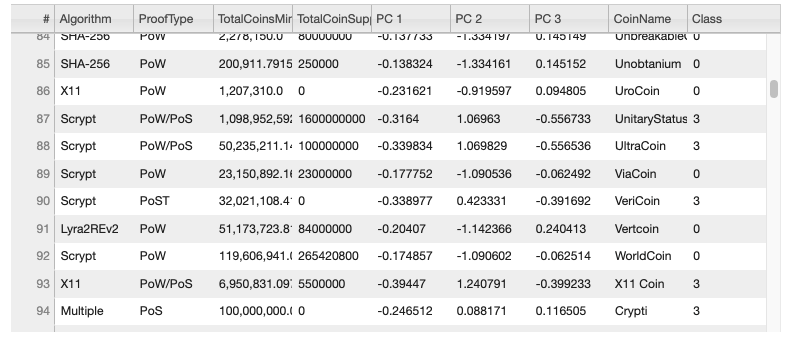 # Algorithm ProofType TotalCoinsMin TotalCoinSupp PC 1 PC 2 PC 3 CoinName Class
84 SHA-256 PoW 2,278,150.0 80000000 -0.137733 -1.334197 0.145149 Unbreakable 0
85 SHA-256 PoW 200,911.7915 250000 -0.138324 -1.334161 0.145152 Unobtanium 0
86 X11 PoW 1,207,310.0 0 -0.231621 -0.919597 0.094805 UroCoin 0
87 Scrypt PoW/PoS 1,098,952,592 1600000000 -0.3164 1.06963 -0.556733 UnitaryStatus 3
88 Scrypt PoW/PoS 50,235,211.14 100000000 -0.339834 1.069829 -0.556536 UltraCoin 3
89 Scrypt PoW 23,150,892.16 23000000 -0.177752 -1.090536 -0.062492 ViaCoin 0
90 Scrypt PoST 32,021,108.4 0 -0.338977 0.423331 -0.391692 VeriCoin 3
91 Lyra2REv2 PoW 51,173,723.8 84000000 -0.20407 -1.142366 0.240413 Vertcoin 0
92 Scrypt PoW 119,606,941. 265420800 -0.174857 -1.090602 -0.062514 WorldCoin 0
93 X11 PoW/PoS 6,950,831.097 5500000 -0.39447 1.240791 -0.399233 X11 Coin 3
94 Multiple PoS 100,000,000. 0 -0.246512 0.088171 0.116505 Crypti 3